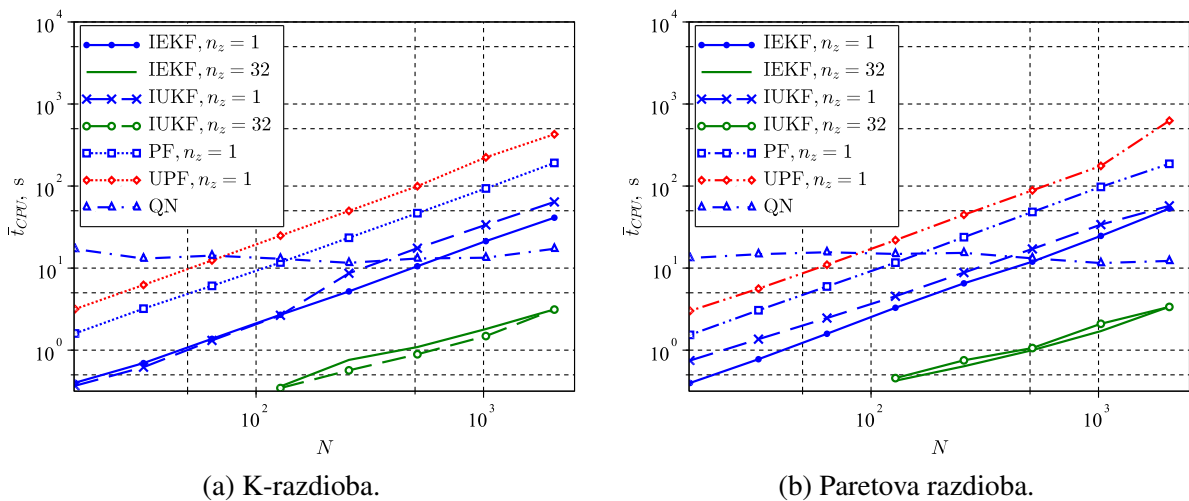 10^4
10^3
10^2
10^1
10^0
t̄_CPU, s
IEKF, n_z = 1
IEKF, n_z = 32
IUKF, n_z = 1
IUKF, n_z = 32
PF, n_z = 1
UPF, n_z = 1
QN
10^2
10^3
N
(a) K-razdioba.
10^4
10^3
10^2
10^1
10^0
t̄_CPU, s
IEKF, n_z = 1
IEKF, n_z = 32
IUKF, n_z = 1
IUKF, n_z = 32
PF, n_z = 1
UPF, n_z = 1
QN
10^2
10^3
N
(b) Paretova razdioba.